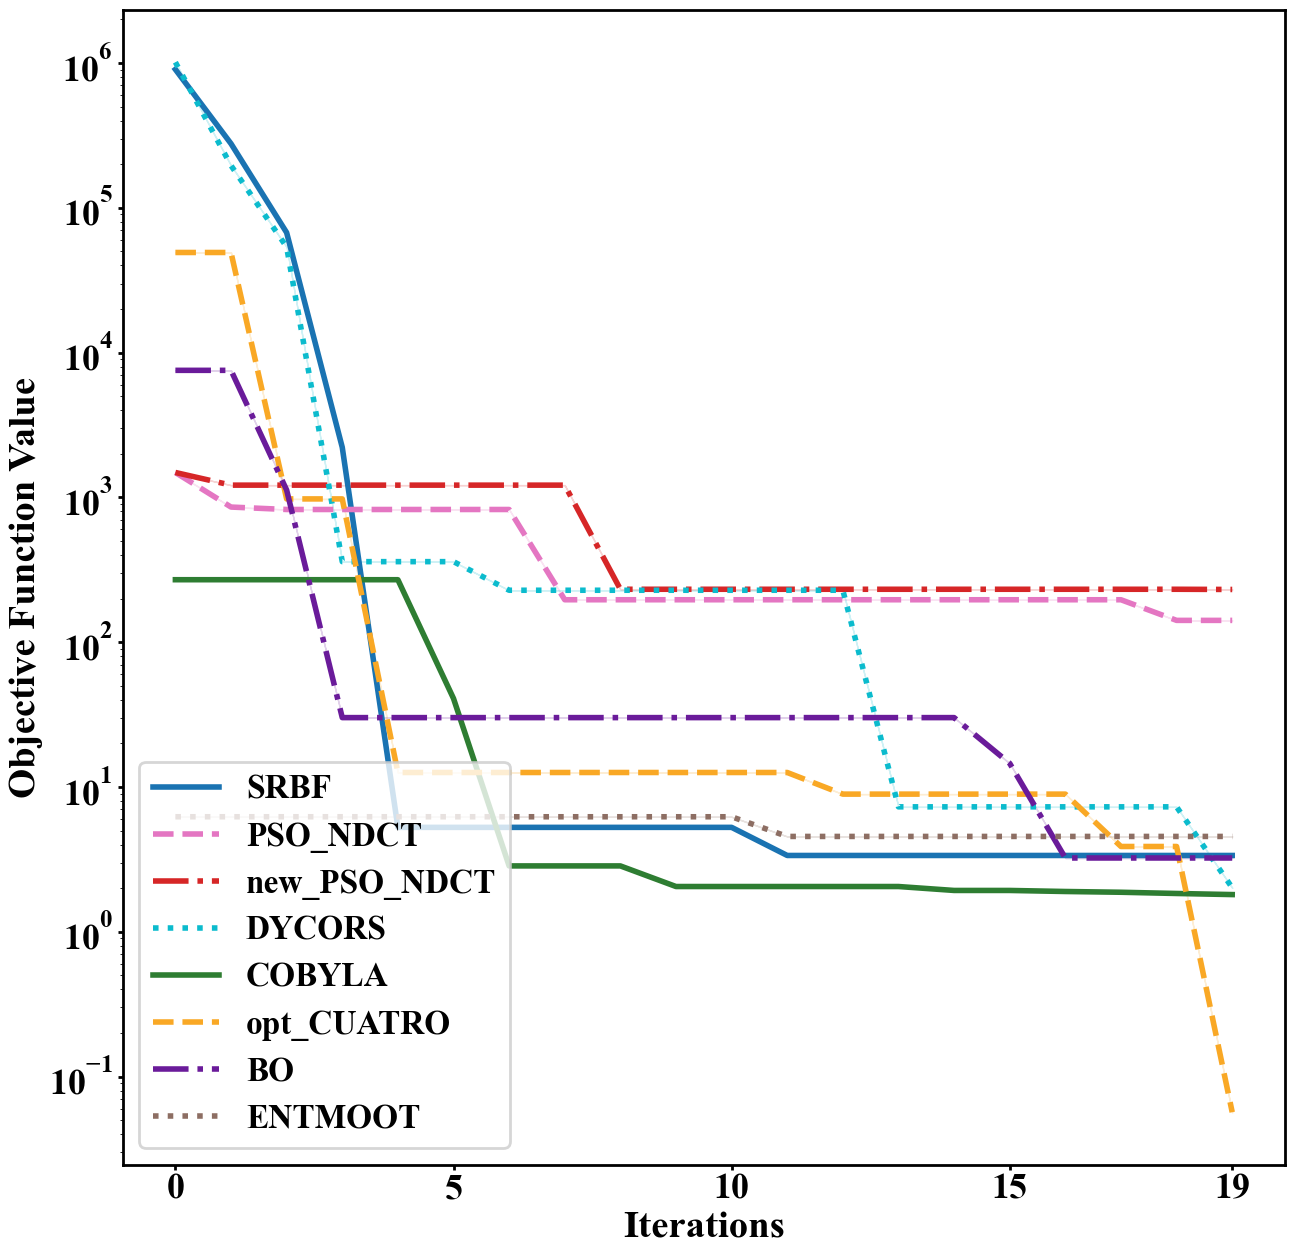 Objective Function Value
10^6
10^5
10^4
10^3
10^2
10^1
10^0
10^−1
SRBF
PSO_NDCT
new_PSO_NDCT
DYCORS
COBYLA
opt_CUATRO
BO
ENTMOOT
0 5 10 15 19
Iterations